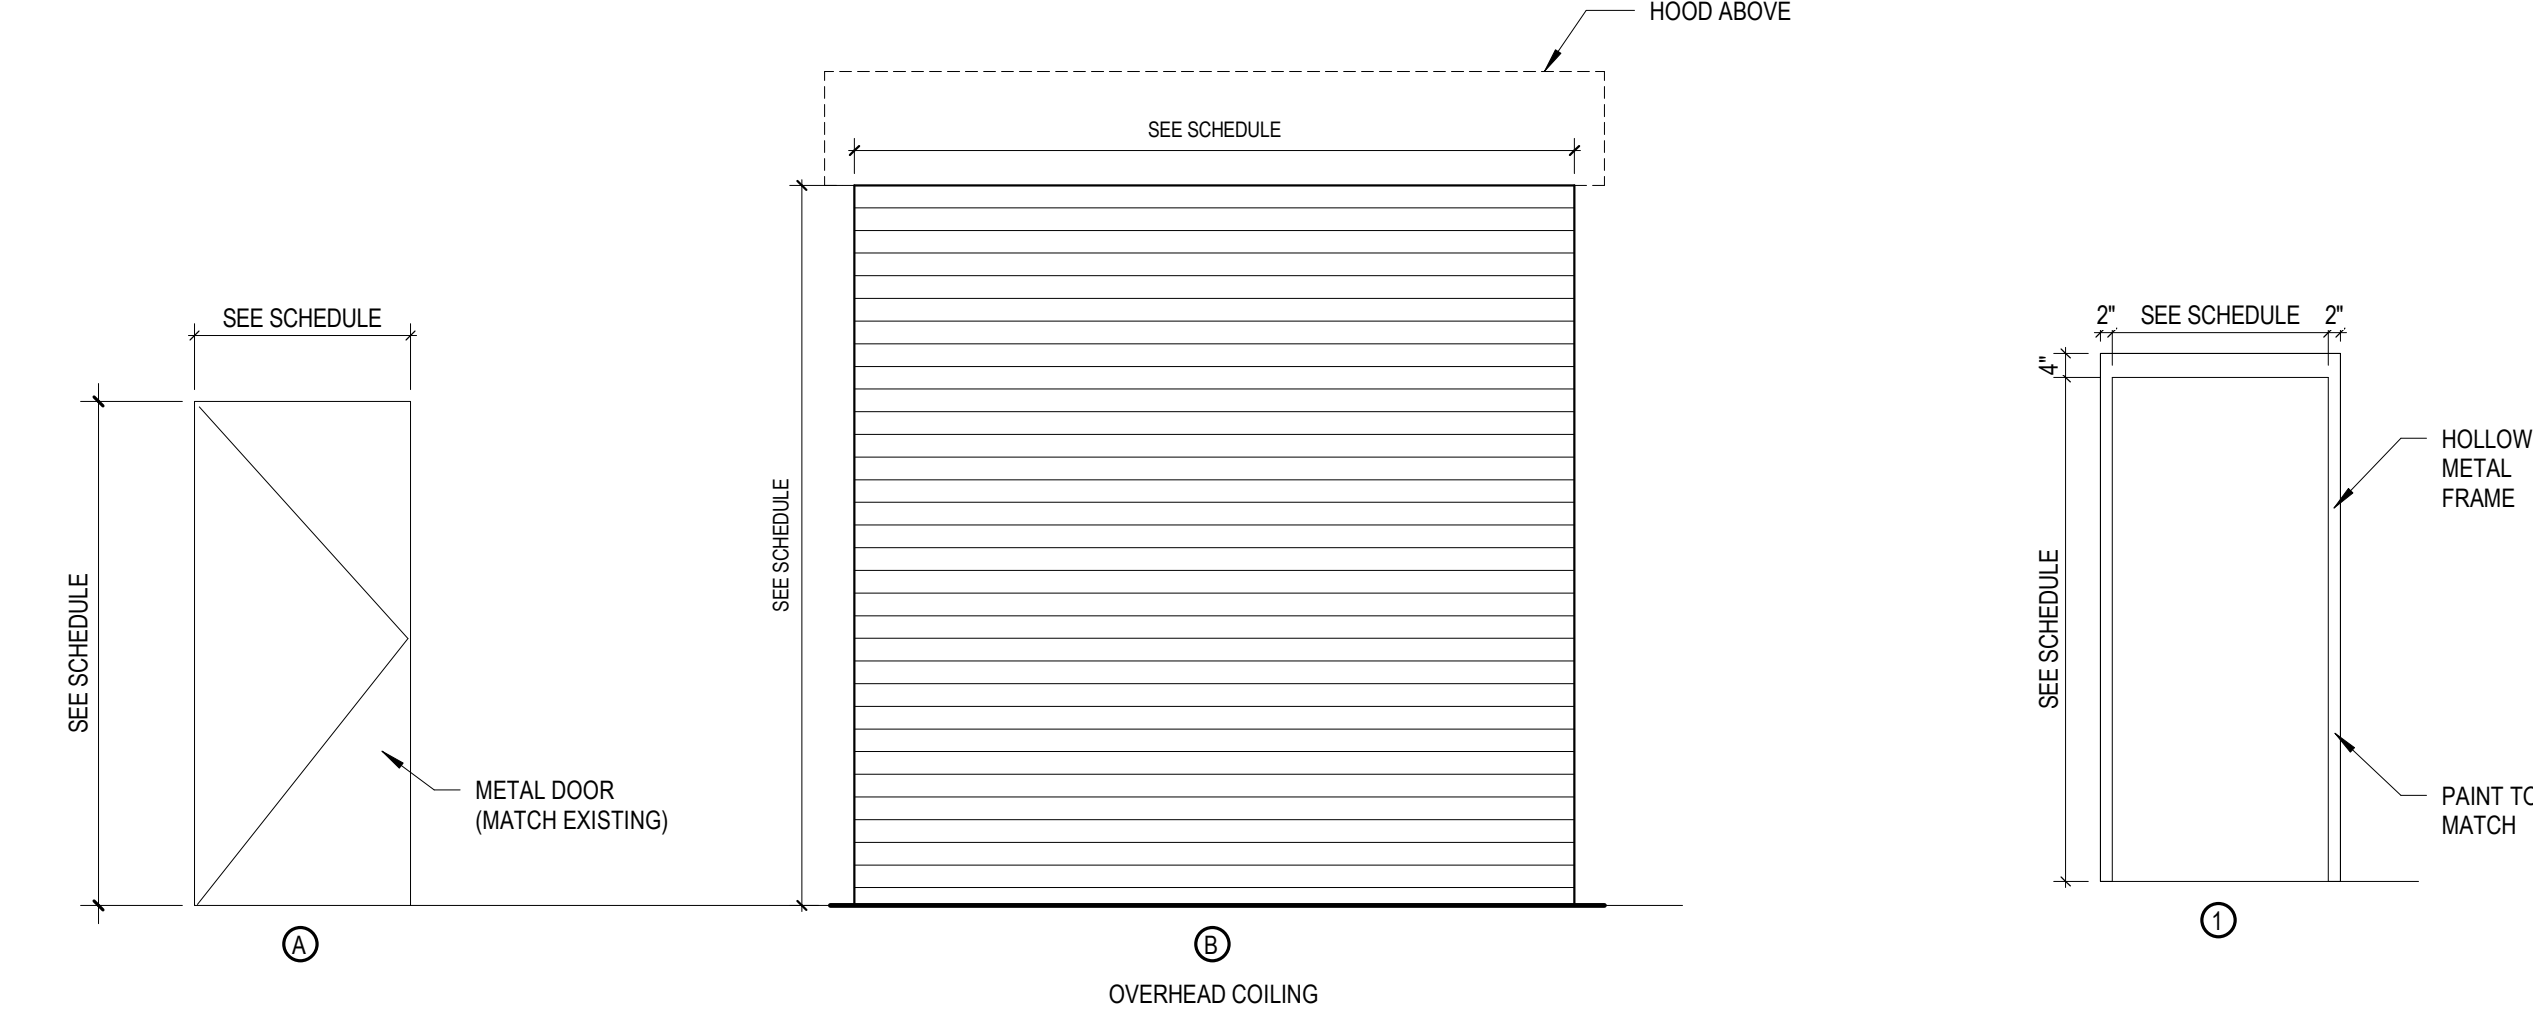 HOOD ABOVE
SEE SCHEDULE
SEE SCHEDULE
SEE SCHEDULE
SEE SCHEDULE
METAL DOOR
(MATCH EXISTING)
A
B
OVERHEAD COILING
2" SEE SCHEDULE 2"
4"
SEE SCHEDULE
HOLLOW
METAL
FRAME
PAINT TO
MATCH
1